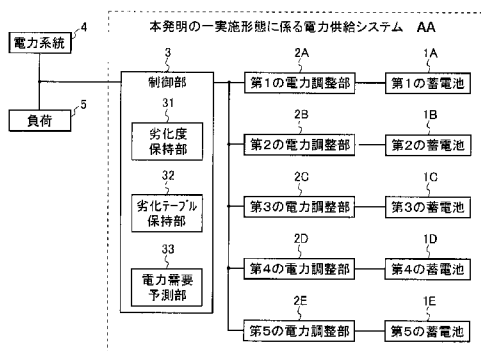 本発明の一実施形態に係る電力供給システム AA
4
電力系統
5
負荷
3
制御部
31
劣化度
保持部
32
劣化テーブル
保持部
33
電力需要
予測部
2A
第1の電力調整部
1A
第1の蓄電池
2B
第2の電力調整部
1B
第2の蓄電池
2C
第3の電力調整部
1C
第3の蓄電池
2D
第4の電力調整部
1D
第4の蓄電池
2E
第5の電力調整部
1E
第5の蓄電池